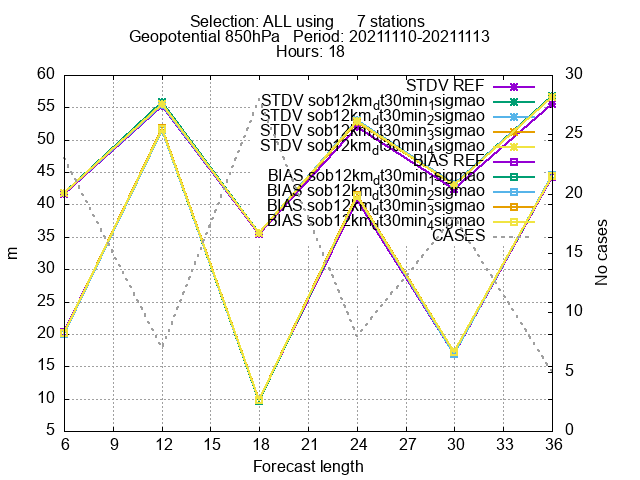 Selection: ALL using 7 stations
Geopotential 850hPa Period: 20211110-20211113
Hours: 18
60 30
STDV REF
55 STDV sob12km_dt30min_1sigmao
STDV sob12km_dt30min_2sigmao
50 STDV sob12km_dt30min_3sigmao 25
STDV sob12km_dt30min_4sigmao
BIAS REF
45 BIAS sob12km_dt30min_1sigmao
BIAS sob12km_dt30min_2sigmao 20
40 BIAS sob12km_dt30min_3sigmao
BIAS sob12km_dt30min_4sigmao
35 CASES
m No cases
30 15
25
20 10
15
10 5
5 0
6 9 12 15 18 21 24 27 30 33 36
Forecast length